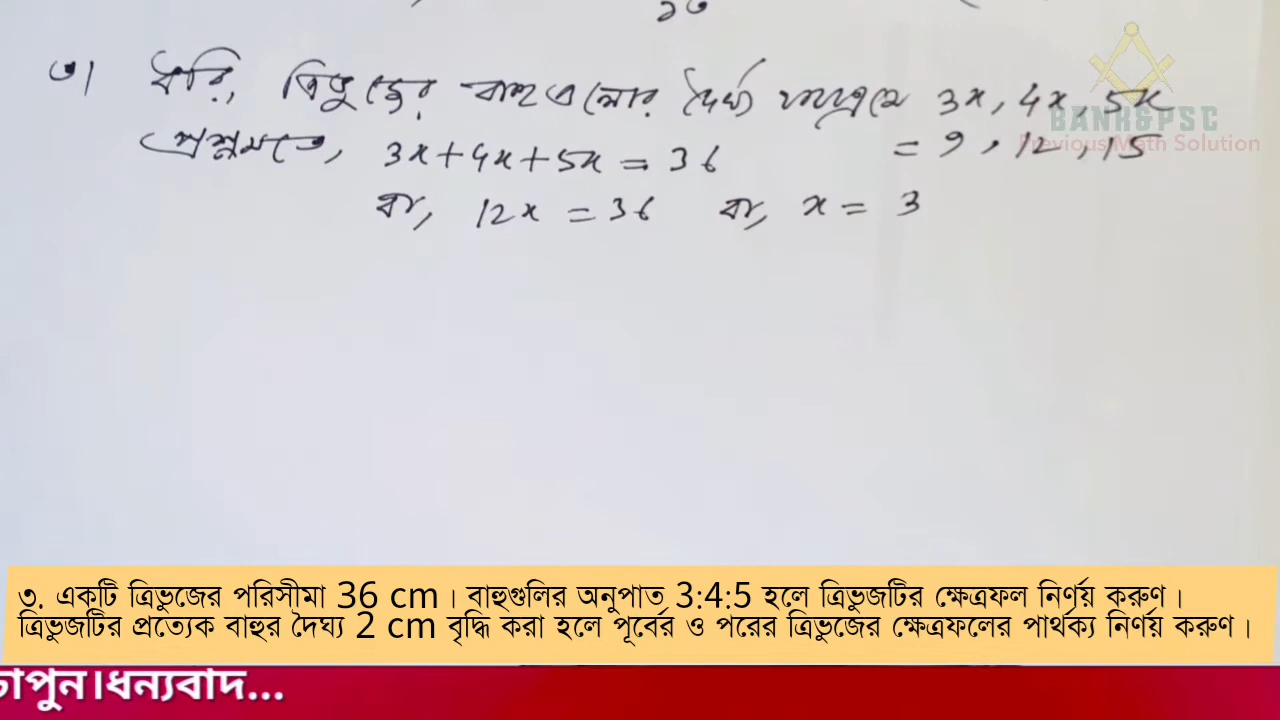 ৩। ধরি, ত্রিভুজের বাহুগুলোর দৈর্ঘ্য যথাক্রমে 3x, 4x, 5x
BANK&PSC
Previous Math Solution
প্রশ্নমতে, 3x+4x+5x = 36 = 9, 12, 15
বা, 12x = 36 বা, x = 3
৩. একটি ত্রিভুজের পরিসীমা 36 cm। বাহুগুলির অনুপাত 3:4:5 হলে ত্রিভুজটির ক্ষেত্রফল নির্ণয় করুণ।
ত্রিভুজটির প্রত্যেক বাহুর দৈঘ্য 2 cm বৃদ্ধি করা হলে পূর্বের ও পরের ত্রিভুজের ক্ষেত্রফলের পার্থক্য নির্ণয় করুণ।
চাপুন।ধন্যবাদ...